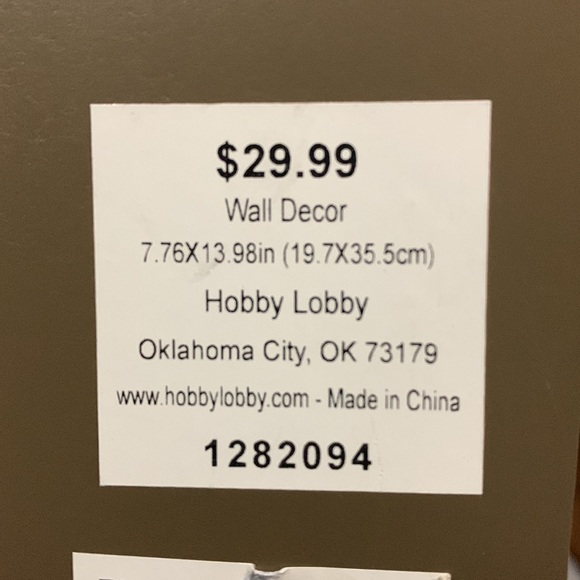 $29.99
Wall Decor
7.76X13.98in (19.7X35.5cm)
Hobby Lobby
Oklahoma City, OK 73179
www.hobbylobby.com - Made in China
1282094